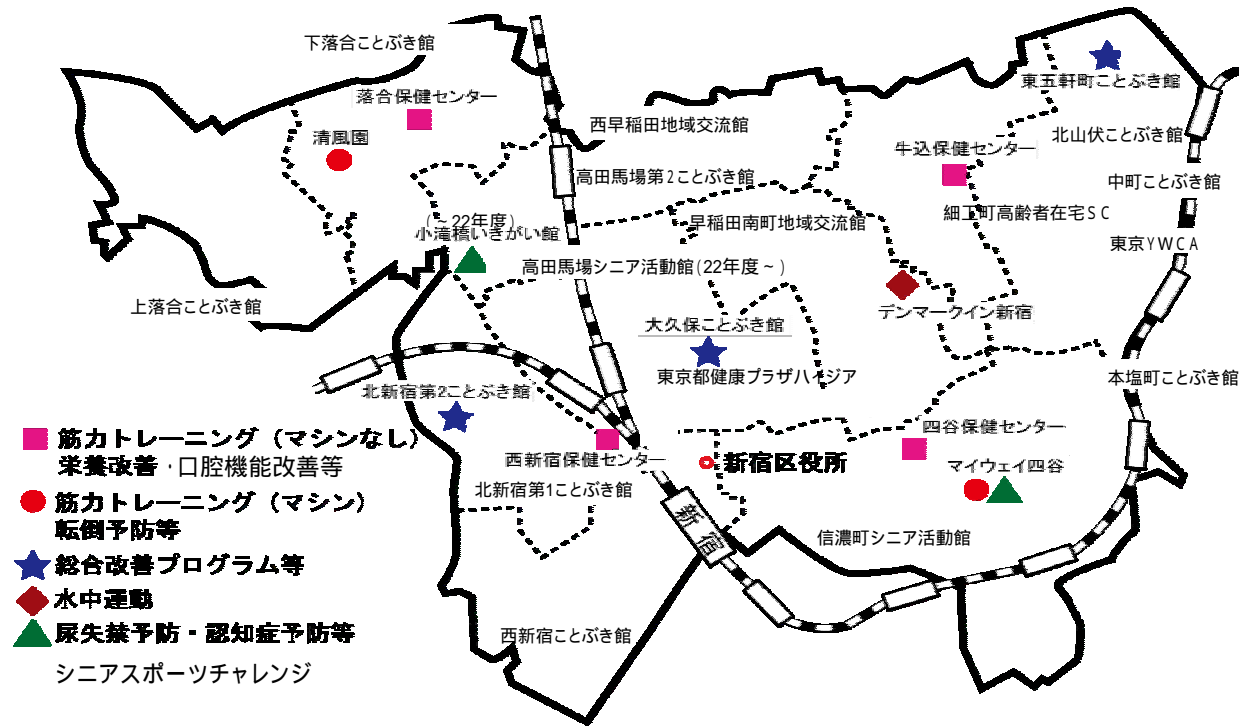 下落合ことぶき館
東五軒町ことぶき館
落合保健センター
西早稲田地域交流館
北山伏ことぶき館
清風園
牛込保健センター
高田馬場第2ことぶき館
中町ことぶき館
(～22年度)
小滝橋いきがい館
早稲田南町地域交流館
細工町高齢者在宅SC
東京YWCA
高田馬場シニア活動館(22年度～)
上落合ことぶき館
デンマークイン新宿
大久保ことぶき館
東京都健康プラザハイジア
本塩町ことぶき館
北新宿第2ことぶき館
四谷保健センター
西新宿保健センター
新宿区役所
マイウェイ四谷
北新宿第1ことぶき館
新宿
信濃町シニア活動館
西新宿ことぶき館
筋力トレーニング（マシンなし）
栄養改善・口腔機能改善等
筋力トレーニング（マシン）
転倒予防等
総合改善プログラム等
水中運動
尿失禁予防・認知症予防等
シニアスポーツチャレンジ